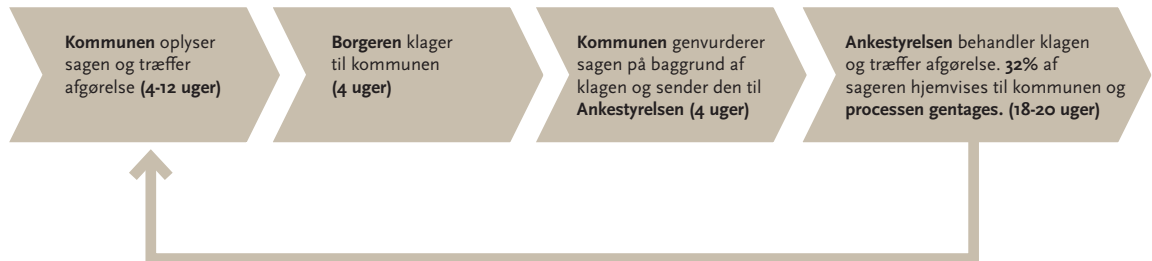 Kommunen oplyser
sagen og træffer
afgørelse (4-12 uger)
Borgeren klager
til kommunen
(4 uger)
Kommunen genvurderer
sagen på baggrund af
klagen og sender den til
Ankestyrelsen (4 uger)
Ankestyrelsen behandler klagen
og træffer afgørelse. 32% af
sageren hjemvises til kommunen og
processen gentages. (18-20 uger)